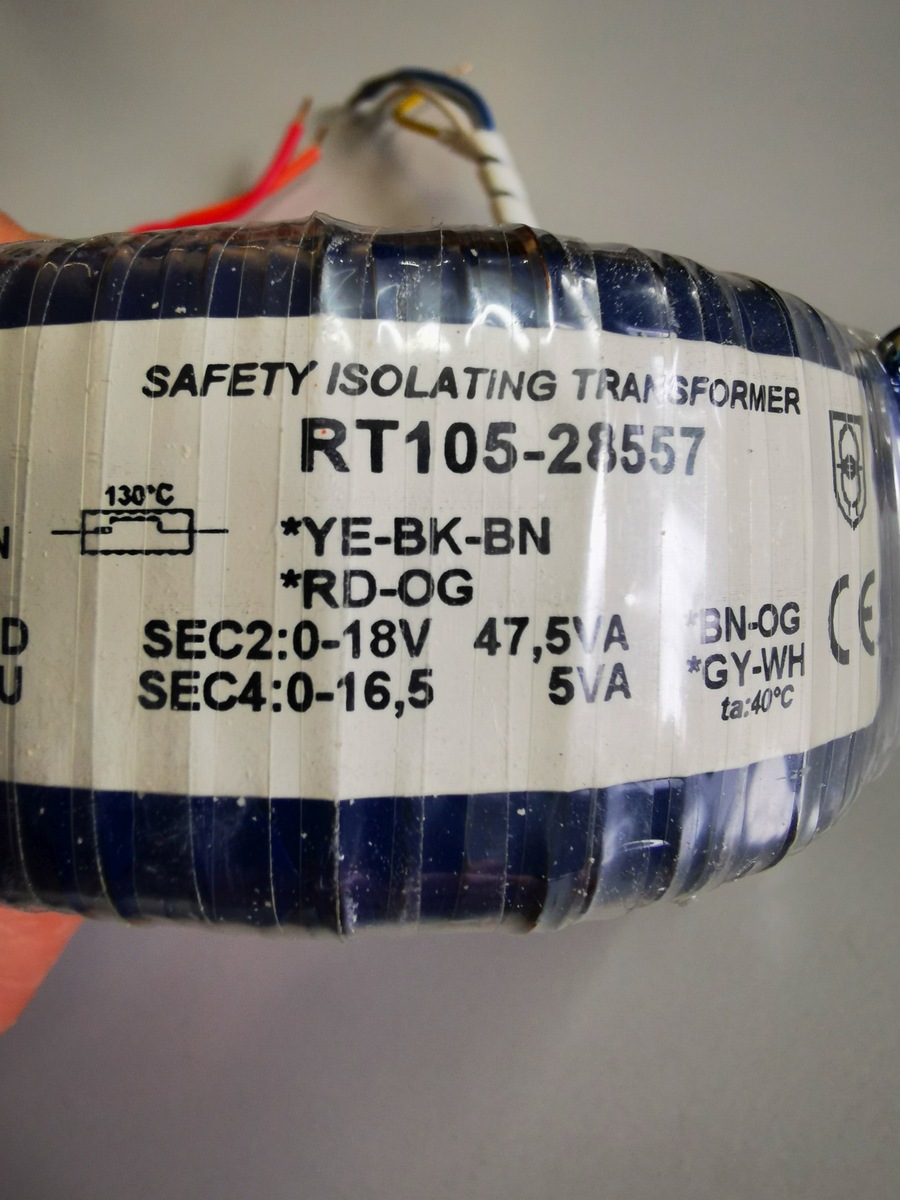 SAFETY ISOLATING TRANSFORMER
RT105-28557
130°C
N *YE-BK-BN
*RD-OG
D SEC2:0-18V 47,5VA *BN-OG
U SEC4:0-16,5 5VA *GY-WH
ta:40°C
CE